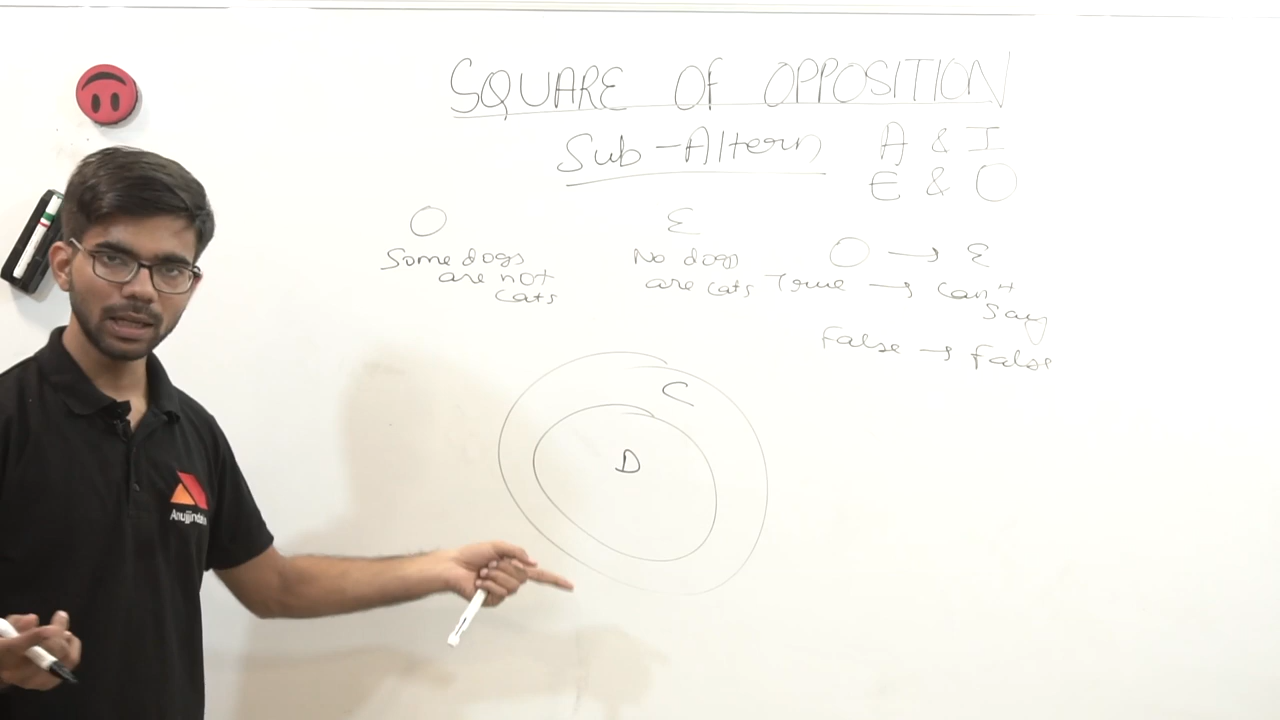 SQUARE OF OPPOSITION
Sub-Altern A & I
E & O
O
Some dogs
are not
cats
E
No dogs
are cats
O → E
True → Can't
Say
False → False
C
D